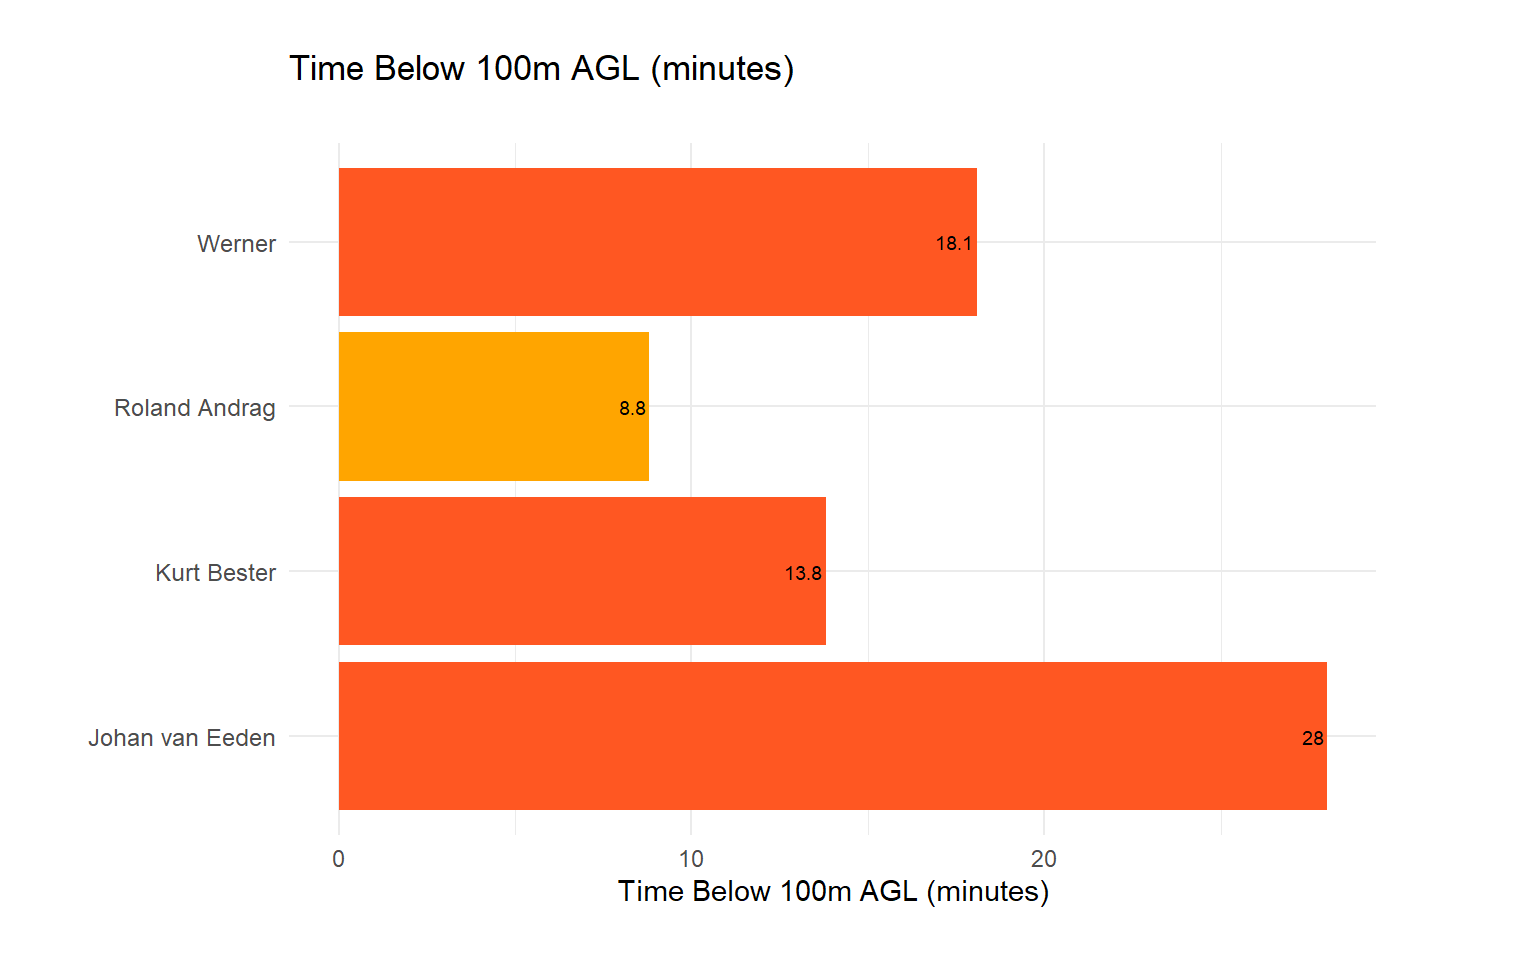 Time Below 100m AGL (minutes)
Werner
18.1
Roland Andrag
8.8
Kurt Bester
13.8
Johan van Eeden
28
0
10
20
Time Below 100m AGL (minutes)